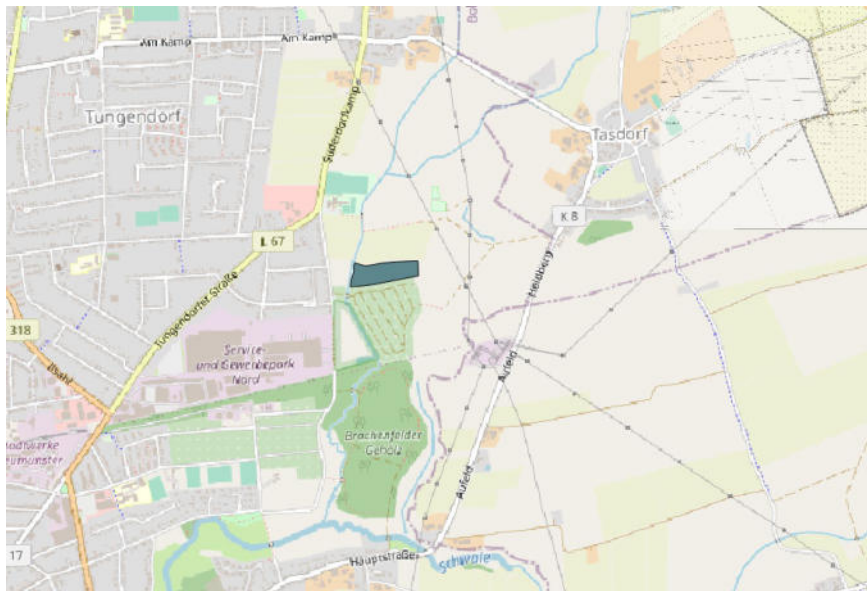 Am Kamp
Am Kamp
Tungendorf
Süderdorfkamp
Tasdorf
K 8
L 67
Heidberg
Tungendorfer Straße
318
Ilsahl
Service-
und Gewerbepark
Nord
Aufeld
Brachenfelder
Gehölz
Aufeld
17
Hauptstraße
Schwale